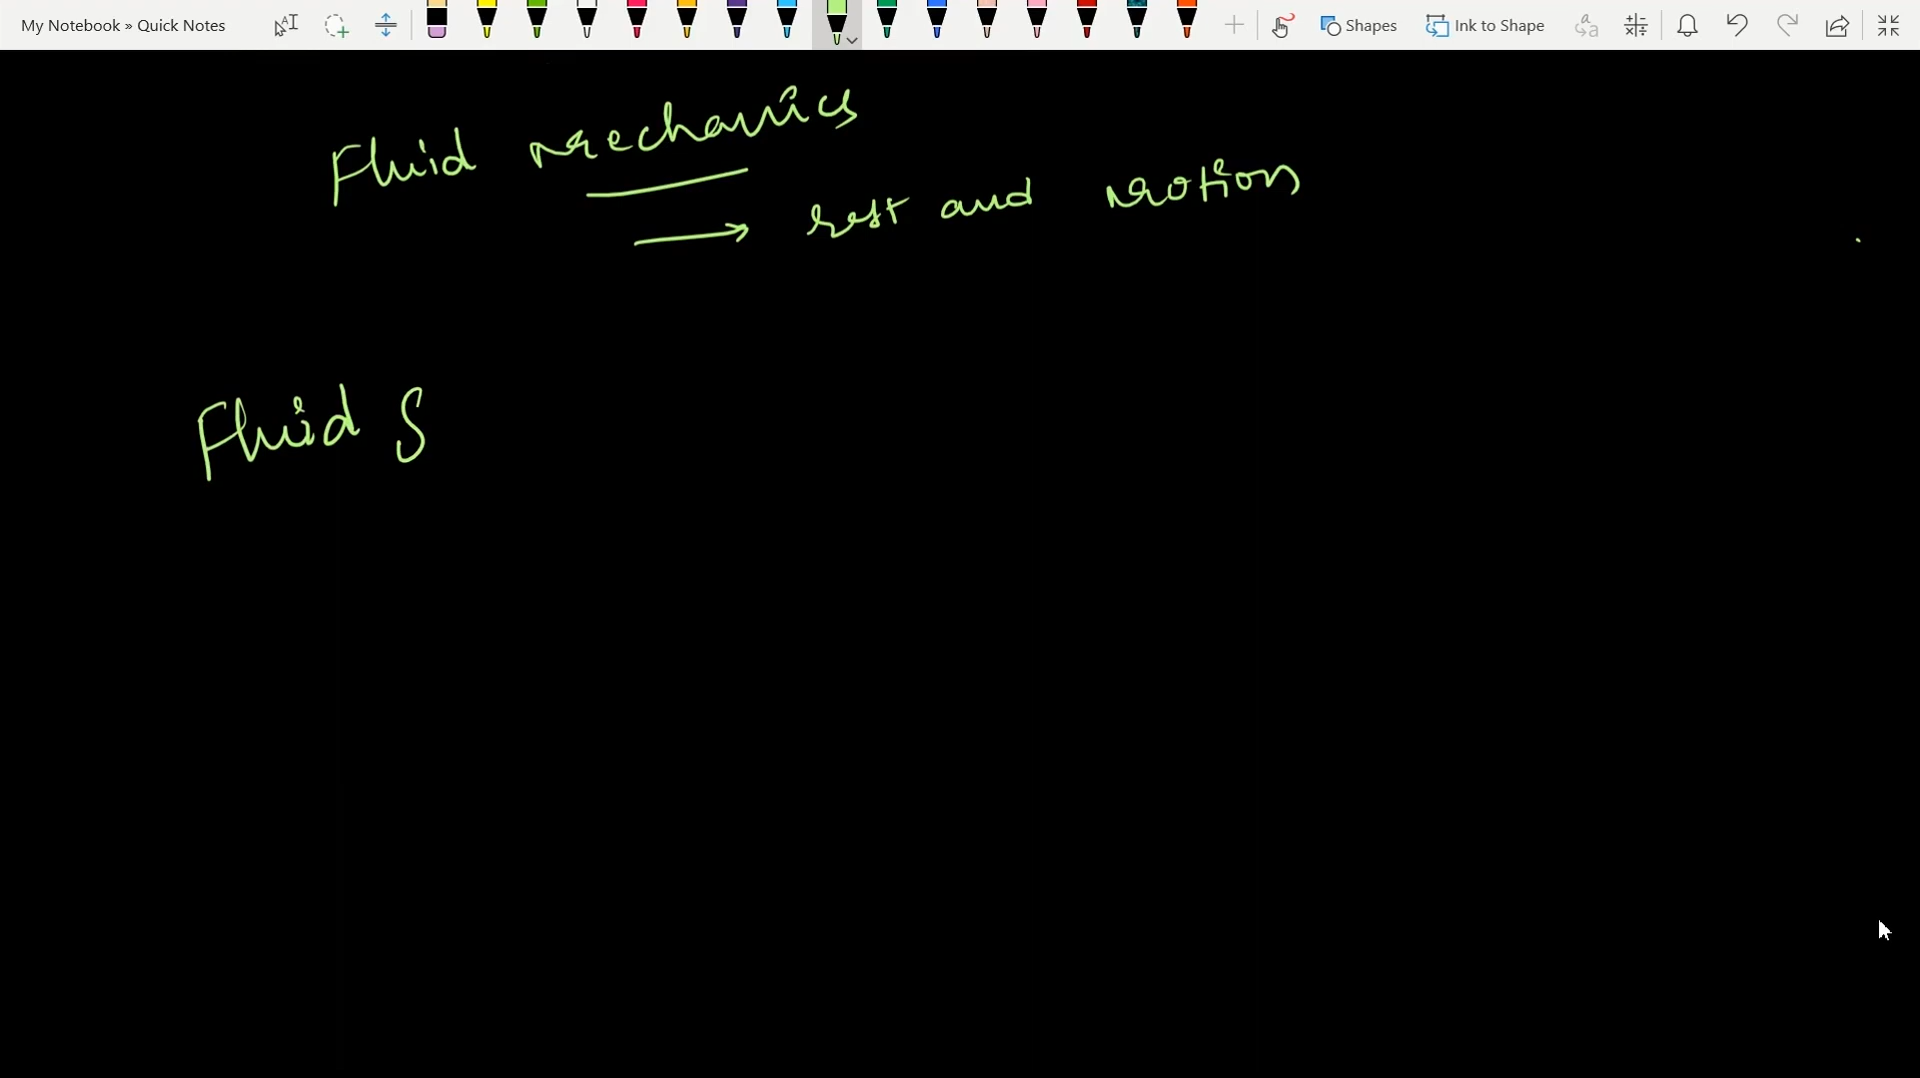 My Notebook » Quick Notes Shapes Ink to Shape
Fluid mechanics
→ rest and motion
Fluid S